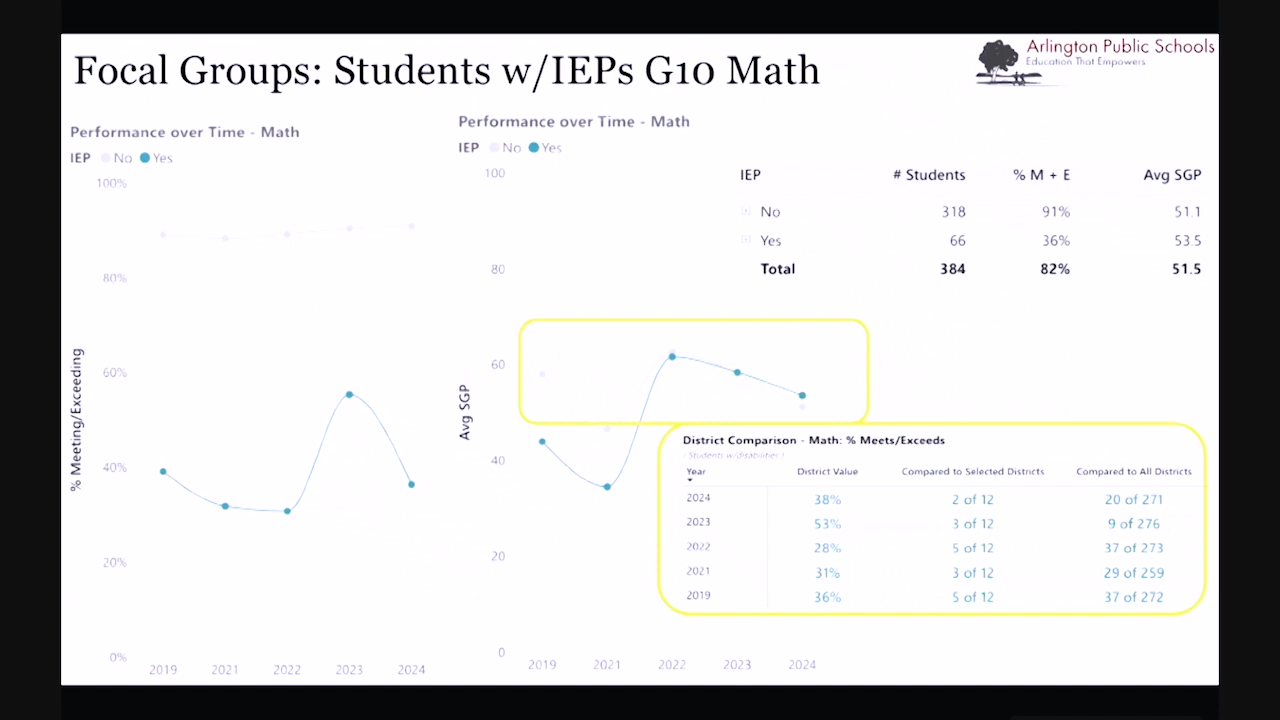 Focal Groups: Students w/IEPs G10 Math
Arlington Public Schools
Education That Empowers
Performance over Time - Math
IEP No Yes
100%
80%
60%
40%
20%
0%
% Meeting/Exceeding
2019 2021 2022 2023 2024
Performance over Time - Math
IEP No Yes
100
80
60
40
20
0
Avg SGP
2019 2021 2022 2023 2024
IEP # Students % M + E Avg SGP
No 318 91% 51.1
Yes 66 36% 53.5
Total 384 82% 51.5
District Comparison - Math: % Meets/Exceeds
( Students w/disabilities )
Year District Value Compared to Selected Districts Compared to All Districts
2024 38% 2 of 12 20 of 271
2023 53% 3 of 12 9 of 276
2022 28% 5 of 12 37 of 273
2021 31% 3 of 12 29 of 259
2019 36% 5 of 12 37 of 272